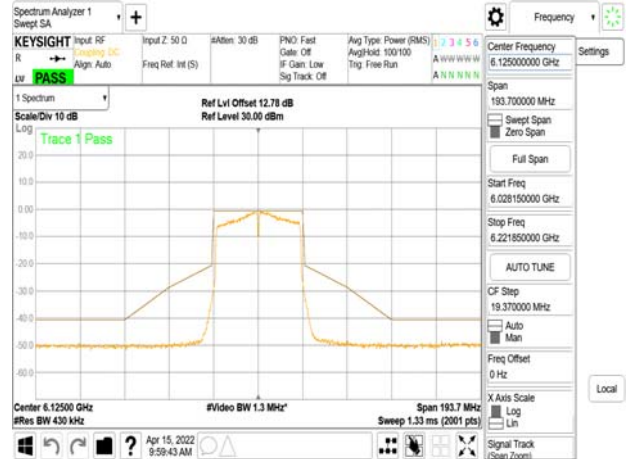 Spectrum Analyzer 1
Swept SA
+
Frequency
KEYSIGHT Input: RF Input Z: 50 Ω #Atten: 30 dB PNO: Fast Avg Type: Power (RMS) 1 2 3 4 5 6
R Coupling: DC Gate: Off Avg|Hold: 100/100 A W W W W W
Align: Auto Freq Ref: Int (S) IF Gain: Low Trig: Free Run
LV PASS Sig Track: Off A N N N N N
1 Spectrum
Ref Lvl Offset 12.78 dB
Scale/Div 10 dB Ref Level 30.00 dBm
Log
Trace 1 Pass
20.0
10.0
0.00
-10.0
-20.0
-30.0
-40.0
-50.0
-60.0
Center 6.12500 GHz #Video BW 1.3 MHz* Span 193.7 MHz
#Res BW 430 kHz Sweep 1.33 ms (2001 pts)
Apr 15, 2022
9:59:43 AM
?
Center Frequency
6.125000000 GHz
Settings
Span
193.700000 MHz
Swept Span
Zero Span
Full Span
Start Freq
6.028150000 GHz
Stop Freq
6.221850000 GHz
AUTO TUNE
CF Step
19.370000 MHz
Auto
Man
Freq Offset
0 Hz
X Axis Scale
Log
Lin
Local
Signal Track
(Span Zoom)